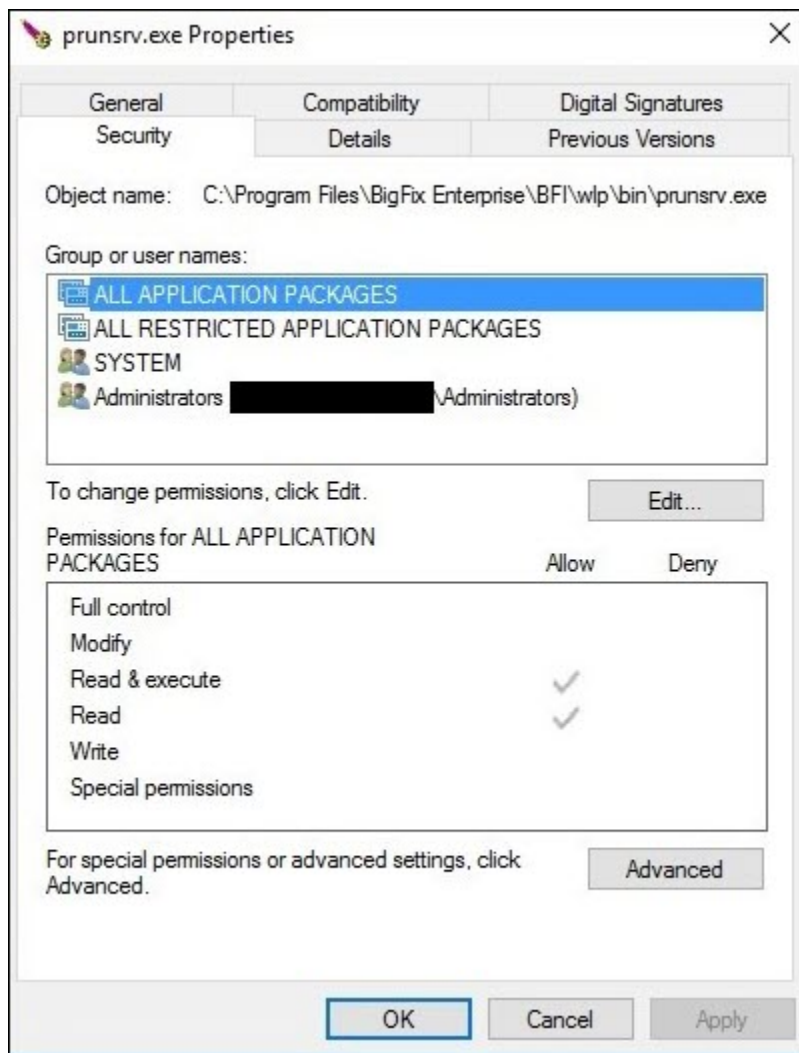 prunsrv.exe Properties
General Compatibility Digital Signatures
Security Details Previous Versions
Object name: C:\Program Files\BigFix Enterprise\BFI\wlp\bin\prunsrv.exe
Group or user names:
ALL APPLICATION PACKAGES
ALL RESTRICTED APPLICATION PACKAGES
SYSTEM
Administrators \Administrators)
To change permissions, click Edit.
Edit...
Permissions for ALL APPLICATION
PACKAGES Allow Deny
Full control
Modify
Read & execute
Read
Write
Special permissions
For special permissions or advanced settings, click
Advanced.
Advanced
OK Cancel Apply